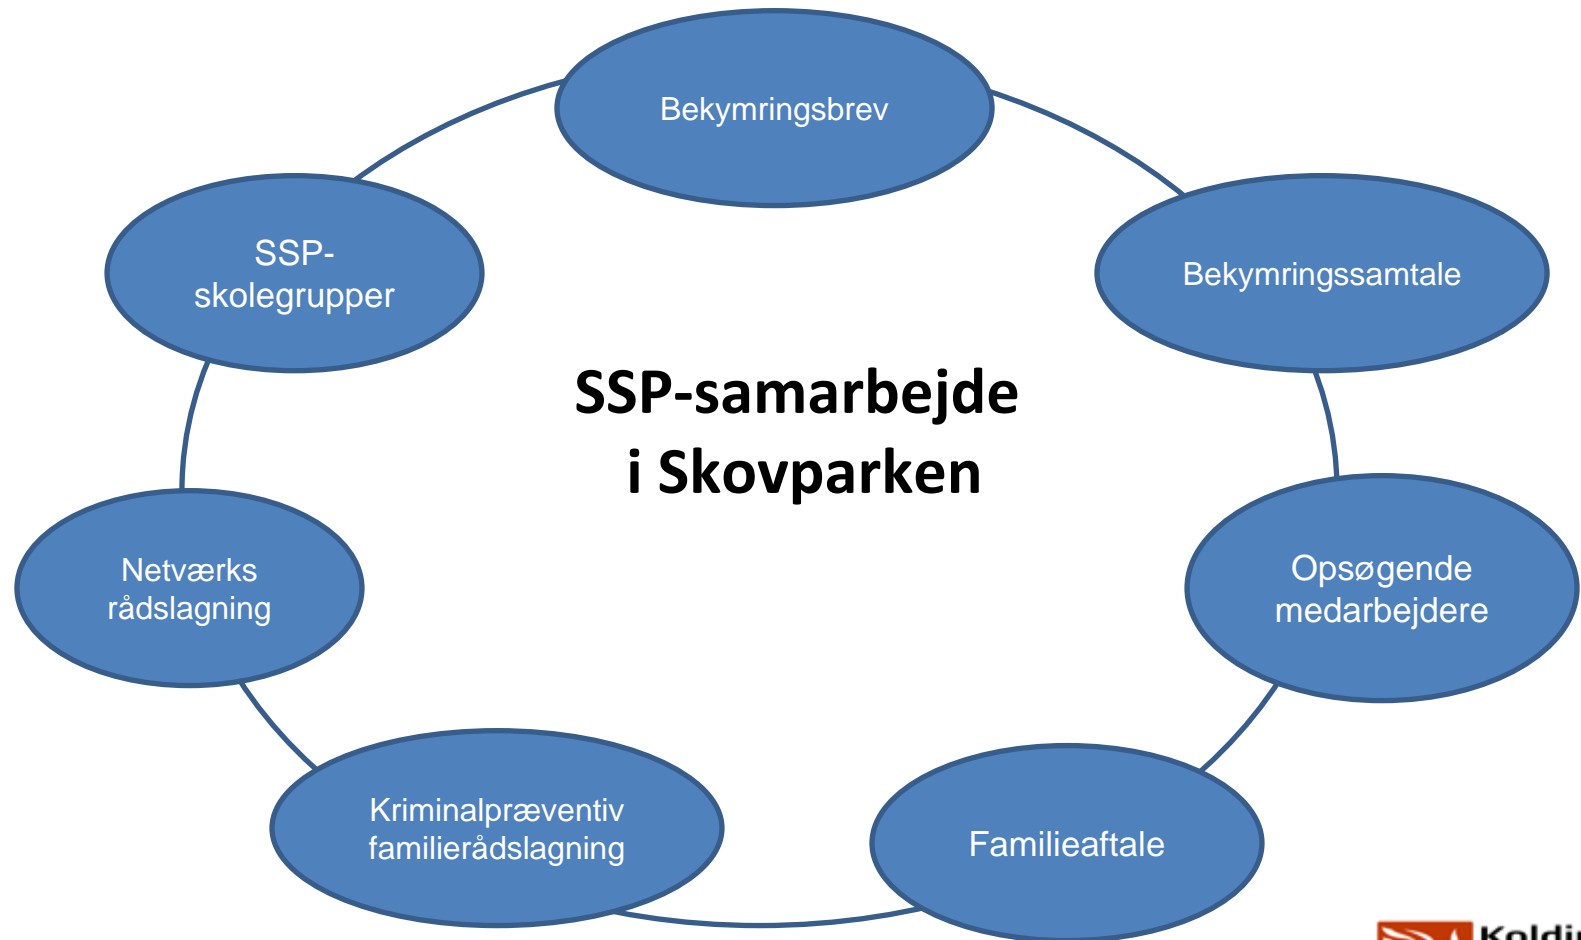 Bekymringsbrev
SSP-
skolegrupper
Bekymringssamtale
SSP-samarbejde
i Skovparken
Netværks
rådslagning
Opsøgende
medarbejdere
Kriminalpræventiv
familierådslagning
Familieaftale